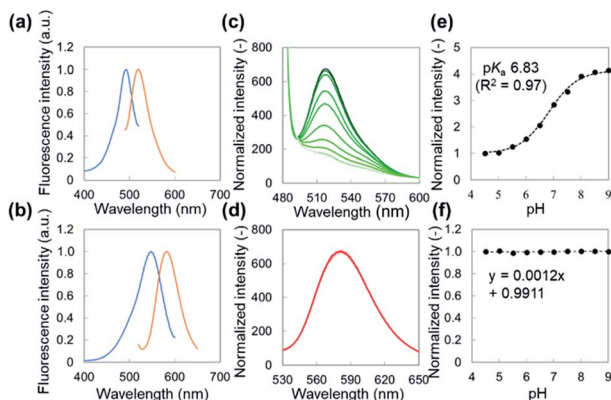 (a)
Fluorescence intensity (a.u.)
1.2
1.0
0.8
0.6
0.4
0.2
0.0
400 500 600 700
Wavelength (nm)
(c)
Normalized intensity (-)
800
600
400
200
0
480 510 540 570 600
Wavelength (nm)
(e)
Normalized intensity (-)
5
4
3
2
1
0
pKa 6.83
(R² = 0.97)
4 5 6 7 8 9
pH
(b)
Fluorescence intensity (a.u.)
1.2
1.0
0.8
0.6
0.4
0.2
0.0
400 500 600 700
Wavelength (nm)
(d)
Normalized intensity (-)
800
600
400
200
0
530 560 590 620 650
Wavelength (nm)
(f)
Normalized intensity (-)
1.2
1.0
0.8
0.6
0.4
0.2
0.0
y = 0.0012x
+ 0.9911
4 5 6 7 8 9
pH